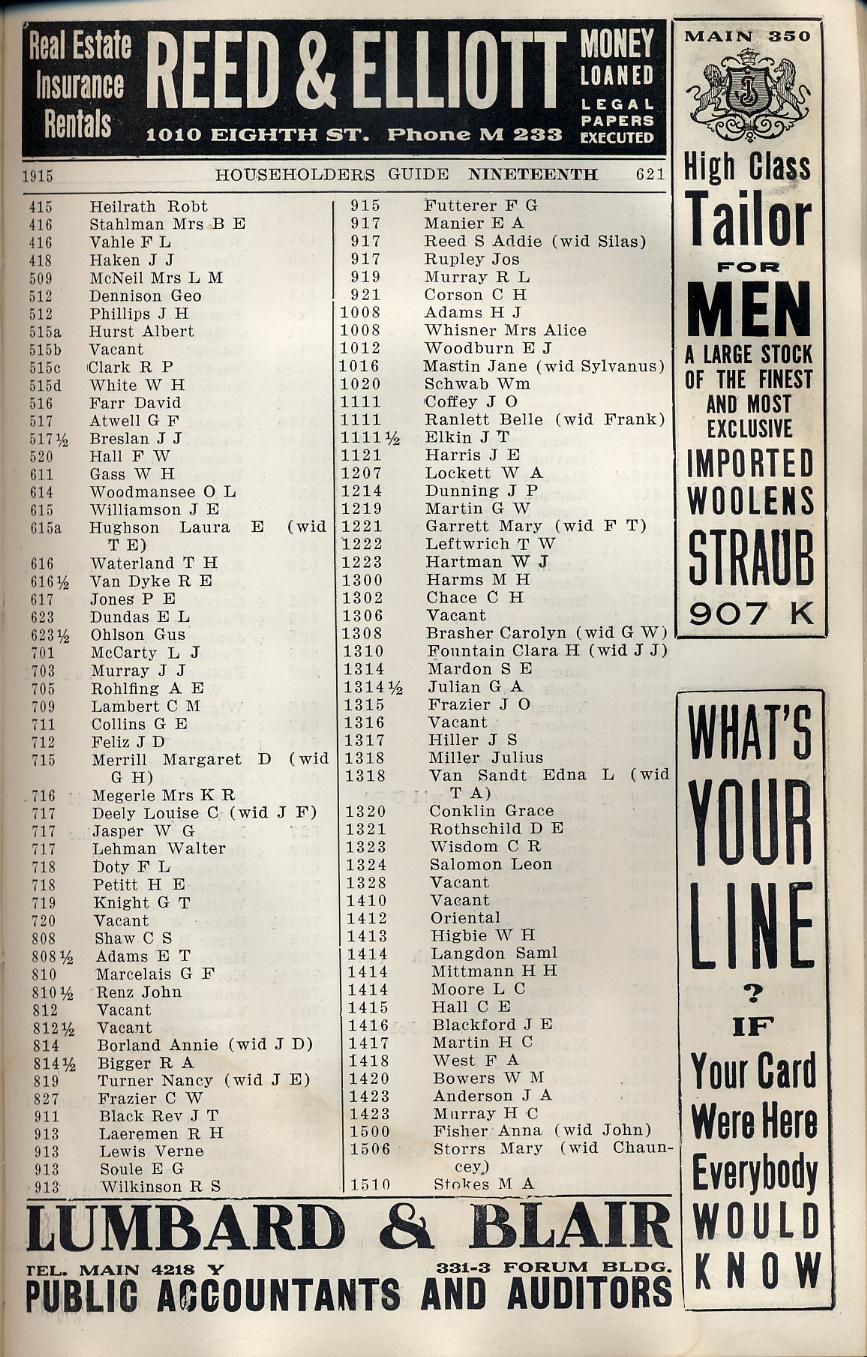 Real Estate
Insurance
Rentals
REED & ELLIOTT
1010 EIGHTH ST. Phone M 233
MONEY
LOANED
LEGAL
PAPERS
EXECUTED
1915 HOUSEHOLDERS GUIDE NINETEENTH 621
415 Heilrath Robt
416 Stahlman Mrs B E
416 Vahle F L
418 Haken J J
509 McNeil Mrs L M
512 Dennison Geo
512 Phillips J H
515a Hurst Albert
515b Vacant
515c Clark R P
515d White W H
516 Farr David
517 Atwell G F
517½ Breslan J J
520 Hall F W
611 Gass W H
614 Woodmansee O L
615 Williamson J E
615a Hughson Laura E (wid
T E)
616 Waterland T H
616½ Van Dyke R E
617 Jones P E
623 Dundas E L
623½ Ohlson Gus
701 McCarty L J
703 Murray J J
705 Rohlfing A E
709 Lambert C M
711 Collins G E
712 Feliz J D
715 Merrill Margaret D (wid
G H)
716 Megerle Mrs K R
717 Deely Louise C (wid J F)
717 Jasper W G
717 Lehman Walter
718 Doty F L
718 Petitt H E
719 Knight G T
720 Vacant
808 Shaw C S
808½ Adams E T
810 Marcelais G F
810½ Renz John
812 Vacant
812½ Vacant
814 Borland Annie (wid J D)
814½ Bigger R A
819 Turner Nancy (wid J E)
827 Frazier C W
911 Black Rev J T
913 Laeremen R H
913 Lewis Verne
913 Soule E G
913 Wilkinson R S
915 Futterer F G
917 Manier E A
917 Reed S Addie (wid Silas)
917 Rupley Jos
919 Murray R L
921 Corson C H
1008 Adams H J
1008 Whisner Mrs Alice
1012 Woodburn E J
1016 Mastin Jane (wid Sylvanus)
1020 Schwab Wm
1111 Coffey J O
1111 Ranlett Belle (wid Frank)
1111½ Elkin J T
1121 Harris J E
1207 Lockett W A
1214 Dunning J P
1219 Martin G W
1221 Garrett Mary (wid F T)
1222 Leftwrich T W
1223 Hartman W J
1300 Harms M H
1302 Chace C H
1306 Vacant
1308 Brasher Carolyn (wid G W)
1310 Fountain Clara H (wid J J)
1314 Mardon S E
1314½ Julian G A
1315 Frazier J O
1316 Vacant
1317 Hiller J S
1318 Miller Julius
1318 Van Sandt Edna L (wid
T A)
1320 Conklin Grace
1321 Rothschild D E
1323 Wisdom C R
1324 Salomon Leon
1328 Vacant
1410 Vacant
1412 Oriental
1413 Higbie W H
1414 Langdon Saml
1414 Mittmann H H
1414 Moore L C
1415 Hall C E
1416 Blackford J E
1417 Martin H C
1418 West F A
1420 Bowers W M
1423 Anderson J A
1423 Murray H C
1500 Fisher Anna (wid John)
1506 Storrs Mary (wid Chaun-
cey)
1510 Stokes M A
MAIN 350
High Class
Tailor
FOR
MEN
A LARGE STOCK
OF THE FINEST
AND MOST
EXCLUSIVE
IMPORTED
WOOLENS
STRAUB
907 K
WHAT'S
YOUR
LINE
?
IF
Your Card
Were Here
Everybody
WOULD
KNOW
LUMBARD & BLAIR
TEL. MAIN 4218 Y 331-3 FORUM BLDG.
PUBLIC ACCOUNTANTS AND AUDITORS